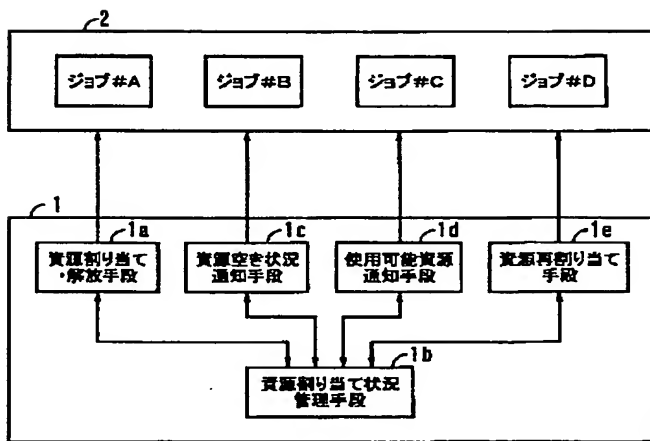 2
ジョブ#A
ジョブ#B
ジョブ#C
ジョブ#D
1
1a
資源割り当て
・解放手段
1c
資源空き状況
通知手段
1d
使用可能資源
通知手段
1e
資源再割り当て
手段
1b
資源割り当て状況
管理手段